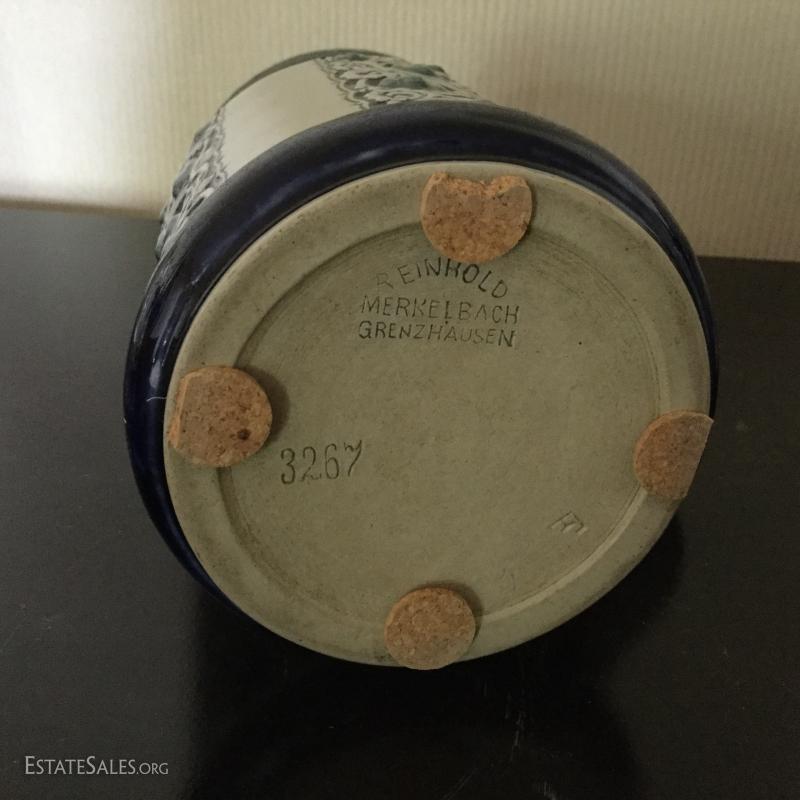 REINHOLD
MERKELBACH
GRENZHAUSEN
3267
ESTATESALES.ORG